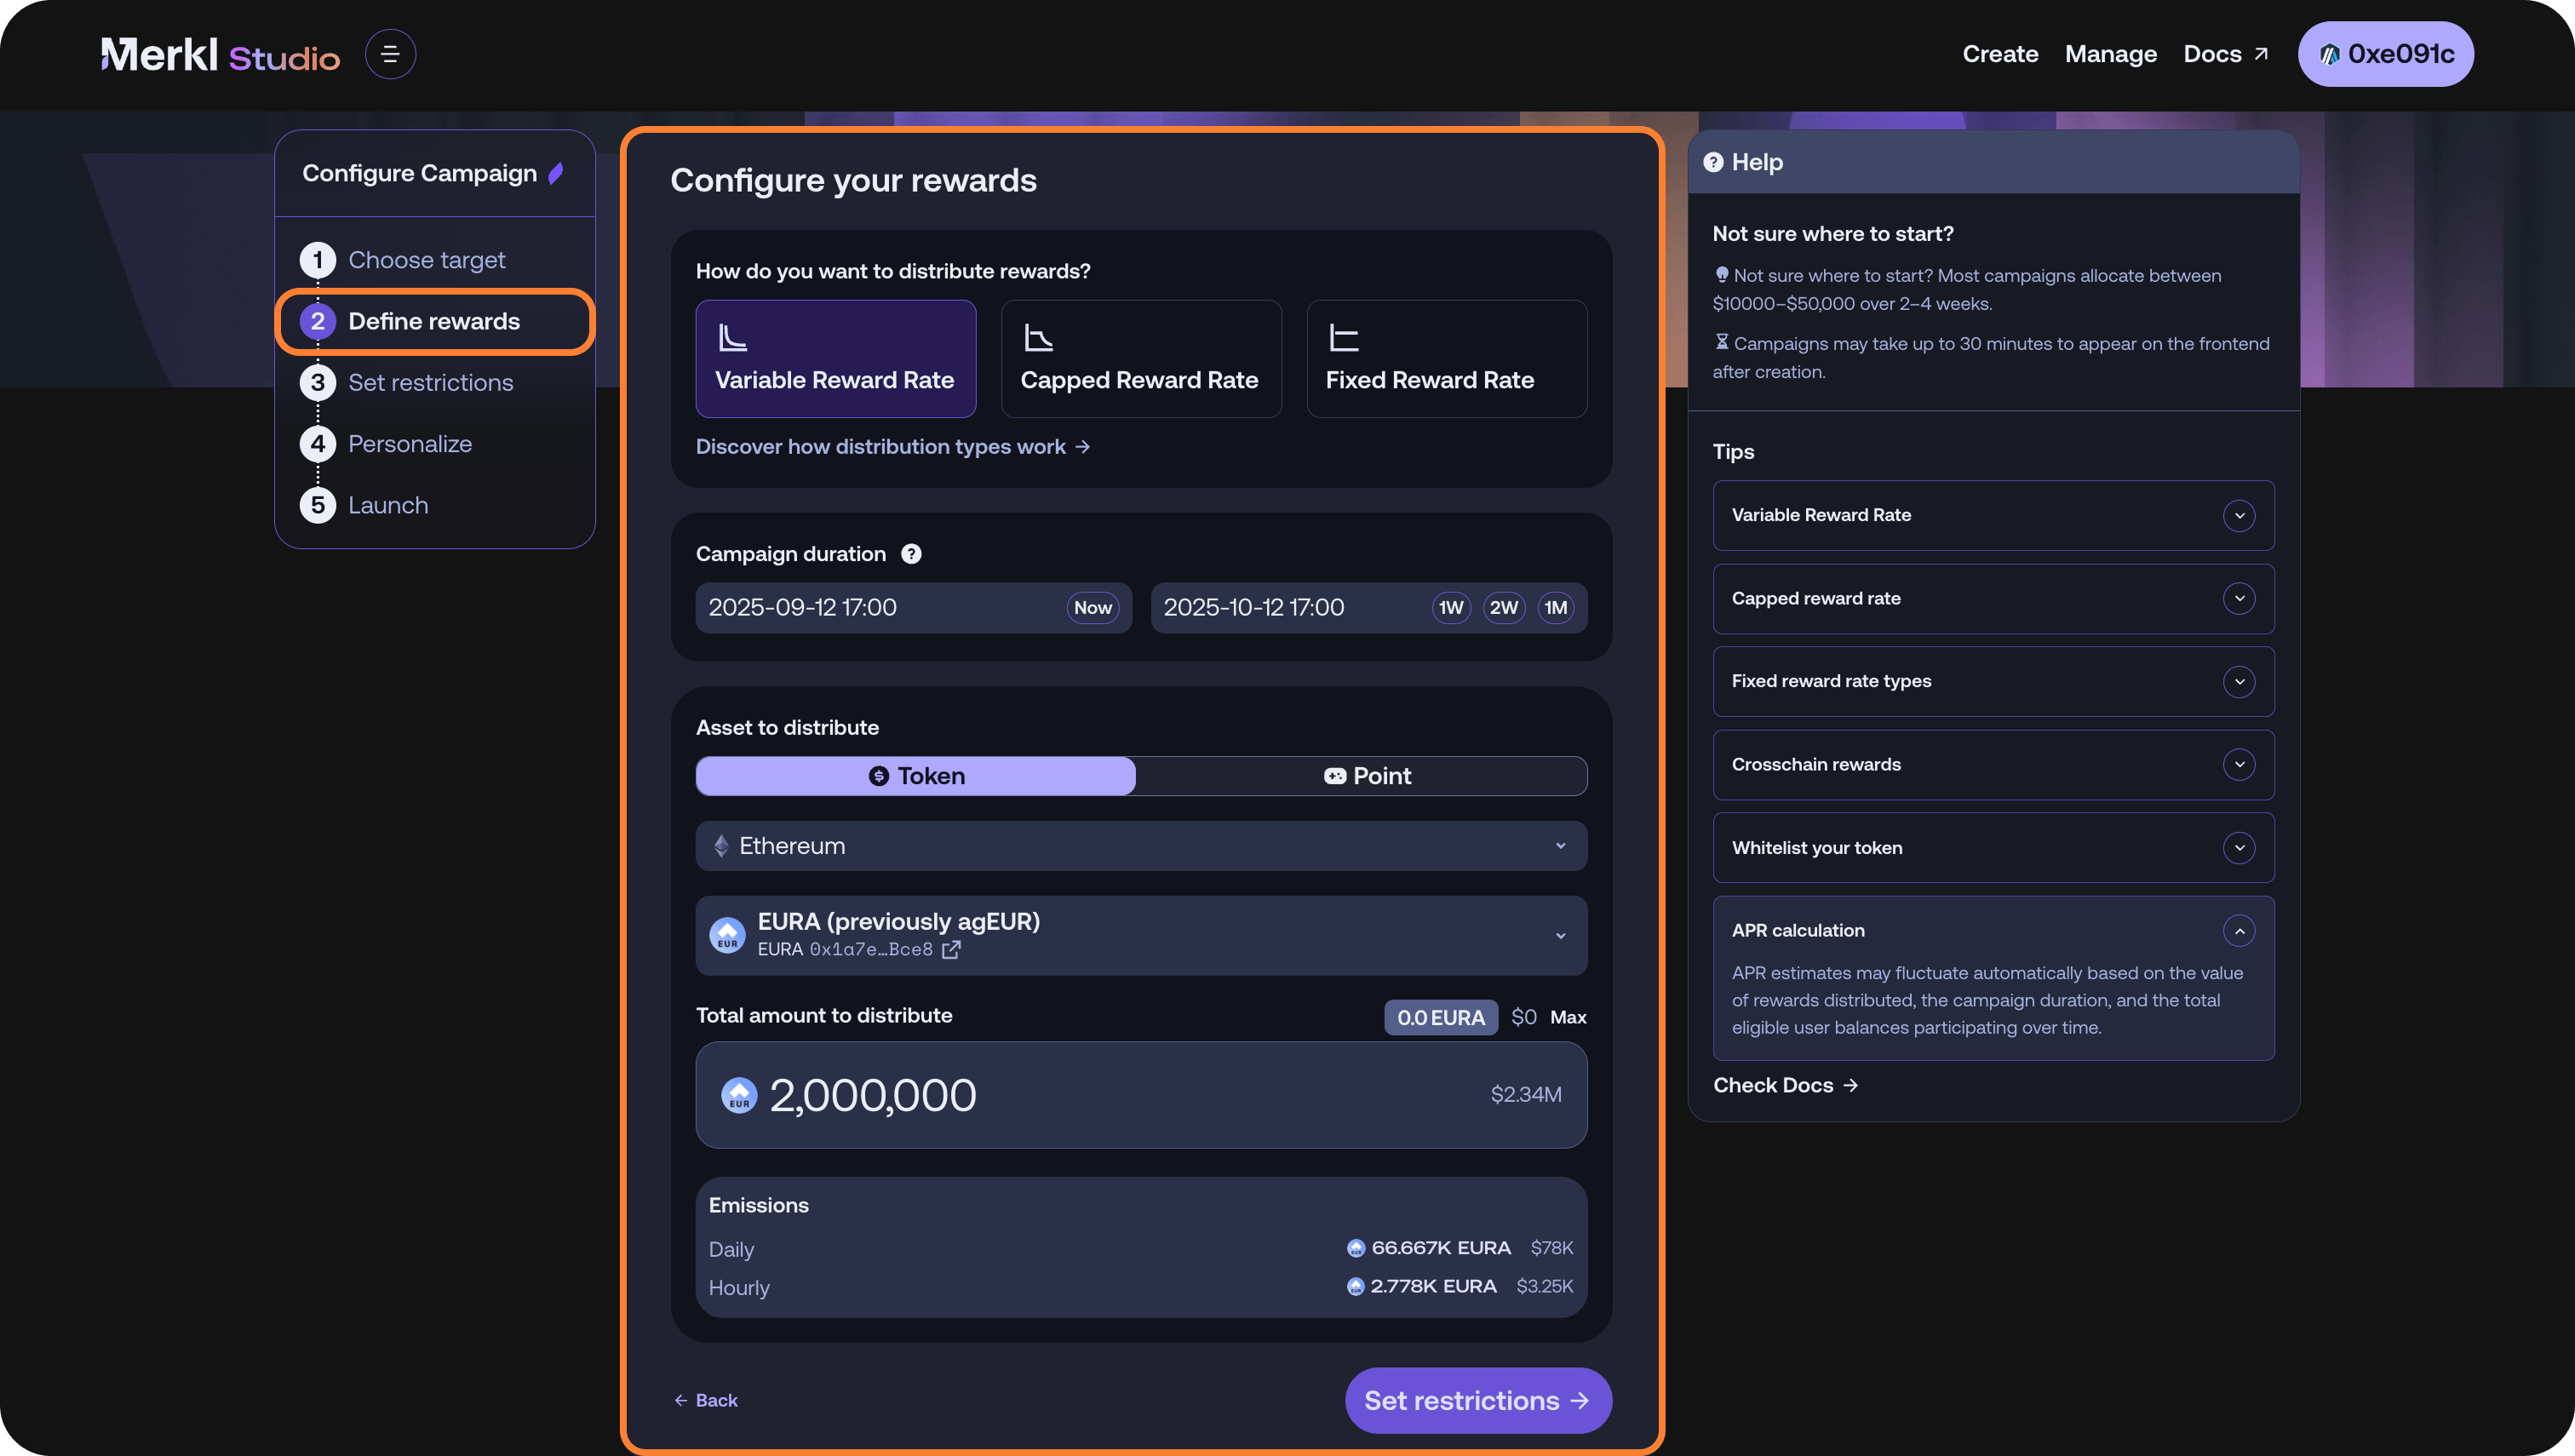 Merkl Studio
Create
Manage
Docs
0xe091c
Configure Campaign
1 Choose target
2 Define rewards
3 Set restrictions
4 Personalize
5 Launch
Configure your rewards
How do you want to distribute rewards?
Variable Reward Rate
Capped Reward Rate
Fixed Reward Rate
Discover how distribution types work →
Campaign duration ?
2025-09-12 17:00 Now
2025-10-12 17:00 1W 2W 1M
Asset to distribute
Token
Point
Ethereum
EURA (previously agEUR)
EUR
EURA 0x1a7e…Bce8
Total amount to distribute
0.0 EURA $0 Max
EUR 2,000,000 $2.34M
Emissions
Daily 66.667K EURA $78K
Hourly 2.778K EURA $3.25K
← Back
Set restrictions →
? Help
Not sure where to start?
Not sure where to start? Most campaigns allocate between
$10000–$50,000 over 2–4 weeks.
Campaigns may take up to 30 minutes to appear on the frontend
after creation.
Tips
Variable Reward Rate
Capped reward rate
Fixed reward rate types
Crosschain rewards
Whitelist your token
APR calculation
APR estimates may fluctuate automatically based on the value
of rewards distributed, the campaign duration, and the total
eligible user balances participating over time.
Check Docs →